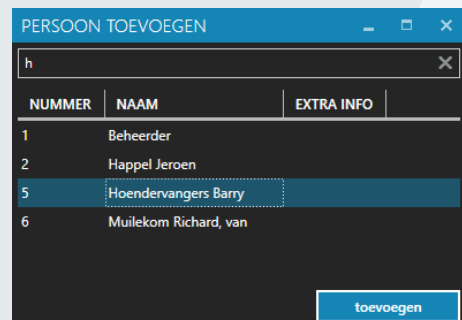 PERSOON TOEVOEGEN
h
NUMMER NAAM EXTRA INFO
1 Beheerder
2 Happel Jeroen
5 Hoendervangers Barry
6 Muilekom Richard, van
toevoegen